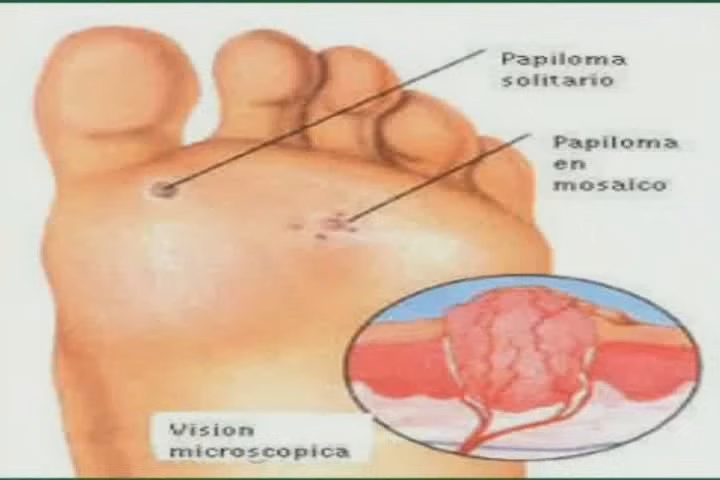 Papiloma
solitario
Papiloma
en
mosaico
Vision
microscopica